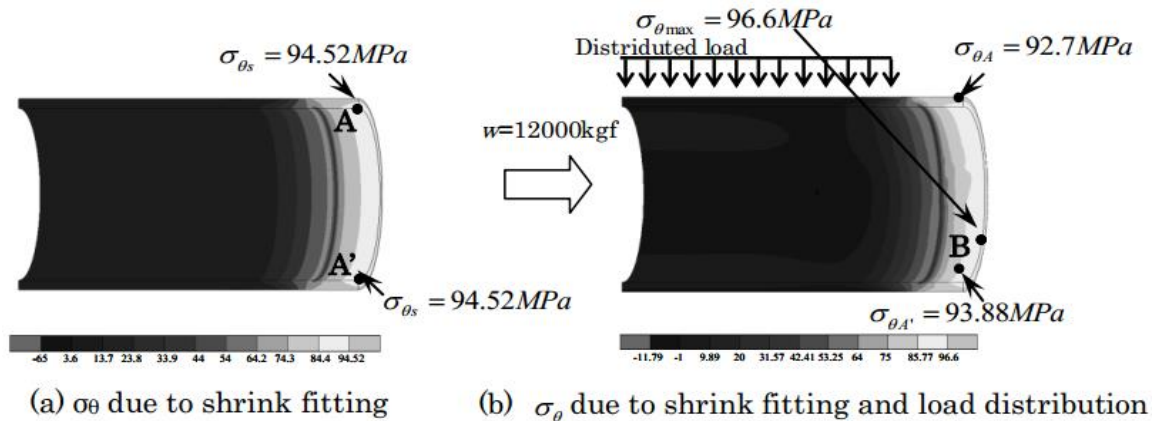 σθs = 94.52MPa
A
A'
σθs = 94.52MPa
-65 3.6 13.7 23.8 33.9 44 54 64.2 74.3 84.4 94.52
(a) σθ due to shrink fitting
w=12000kgf
σθmax = 96.6MPa
Distriduted load
σθA = 92.7MPa
B
σθA' = 93.88MPa
-11.79 -1 9.89 20 31.57 42.41 53.25 64 75 85.77 96.6
(b) σθ due to shrink fitting and load distribution